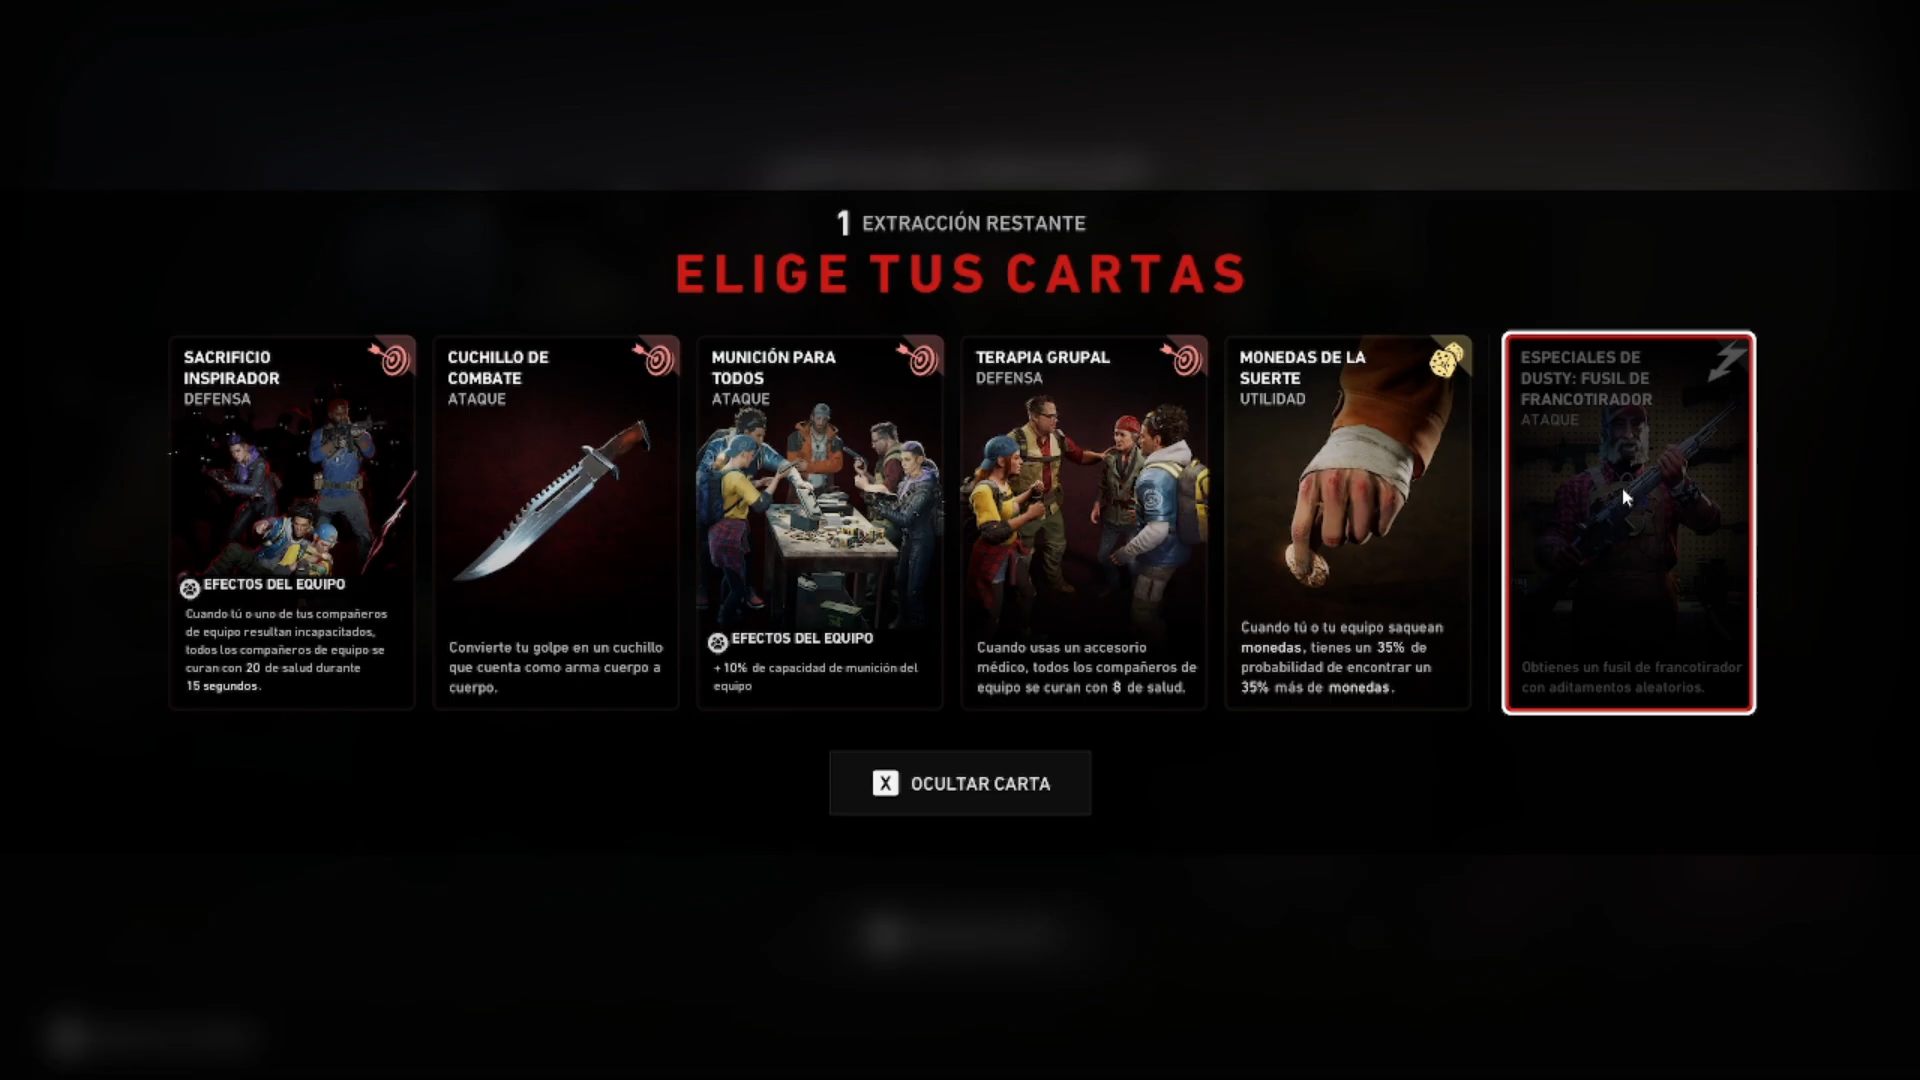 1 EXTRACCIÓN RESTANTE
ELIGE TUS CARTAS
SACRIFICIO
INSPIRADOR
DEFENSA
EFECTOS DEL EQUIPO
Cuando tú o uno de tus compañeros
de equipo resultan incapacitados,
todos los compañeros de equipo se
curan con 20 de salud durante
15 segundos.
CUCHILLO DE
COMBATE
ATAQUE
Convierte tu golpe en un cuchillo
que cuenta como arma cuerpo a
cuerpo.
MUNICIÓN PARA
TODOS
ATAQUE
EFECTOS DEL EQUIPO
+10% de capacidad de munición del
equipo
TERAPIA GRUPAL
DEFENSA
Cuando usas un accesorio
médico, todos los compañeros de
equipo se curan con 8 de salud.
MONEDAS DE LA
SUERTE
UTILIDAD
Cuando tú o tu equipo saquean
monedas, tienes un 35% de
probabilidad de encontrar un
35% más de monedas.
ESPECIALES DE
DUSTY: FUSIL DE
FRANCOTIRADOR
ATAQUE
Obtienes un fusil de francotirador
con aditamentos aleatorios.
X OCULTAR CARTA